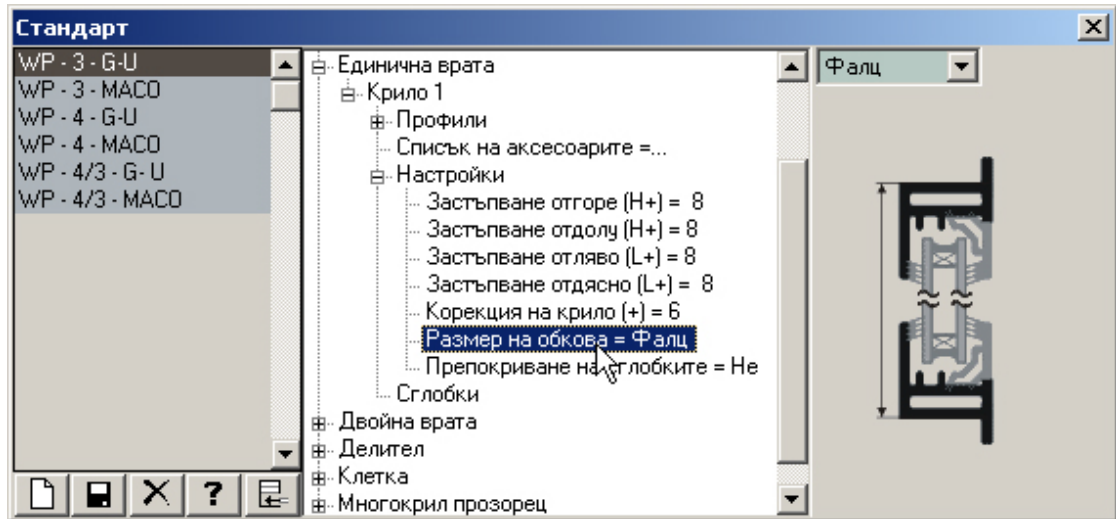 Стандарт
WP - 3 - G-U
WP - 3 - MACO
WP - 4 - G-U
WP - 4 - MACO
WP - 4/3 - G- U
WP - 4/3 - MACO
Единична врата
Крило 1
Профили
Списък на аксесоарите =...
Настройки
Застъпване отгоре (H+) = 8
Застъпване отдолу (H+) = 8
Застъпване отляво (L+) = 8
Застъпване отдясно (L+) = 8
Корекция на крило (+) = 6
Размер на обкова = Фалц
Препокриване на сглобките = Не
Сглобки
Двойна врата
Делител
Клетка
Многокрил прозорец
Фалц
?